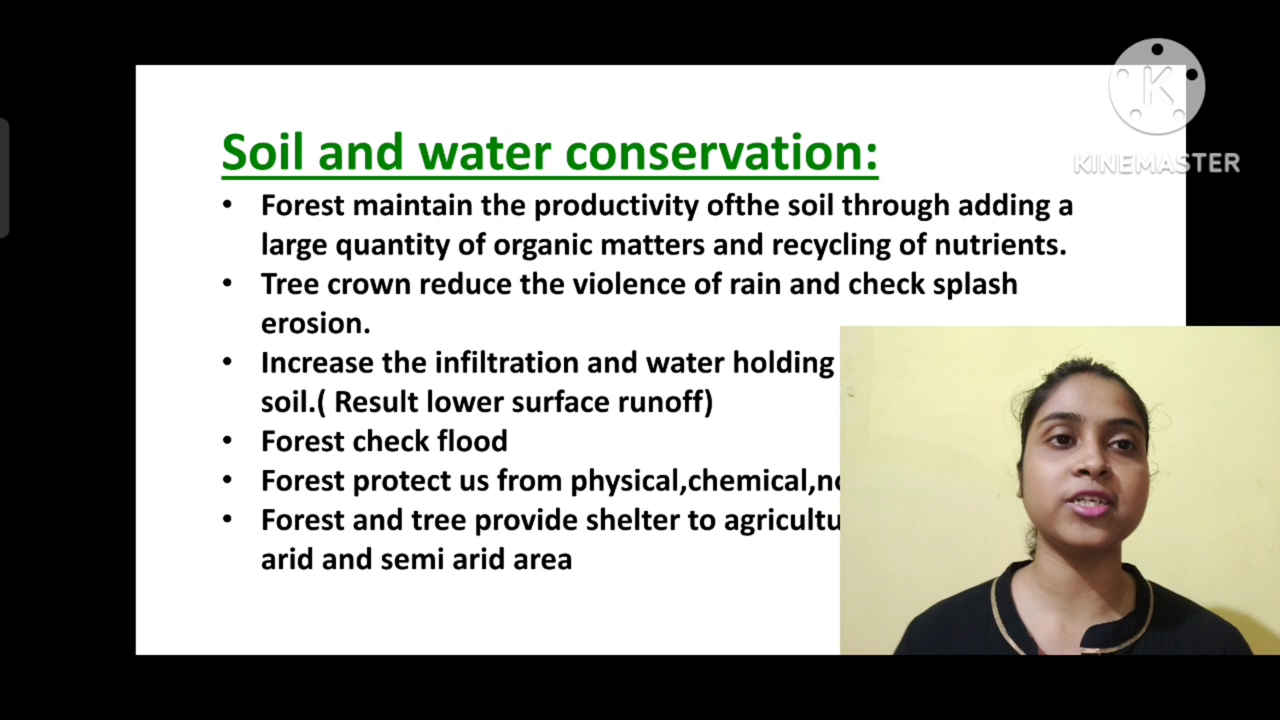 Soil and water conservation:
• Forest maintain the productivity ofthe soil through adding a
large quantity of organic matters and recycling of nutrients.
• Tree crown reduce the violence of rain and check splash
erosion.
• Increase the infiltration and water holding
soil.( Result lower surface runoff)
• Forest check flood
• Forest protect us from physical,chemical,
• Forest and tree provide shelter to
arid and semi arid area
K
KINEMASTER